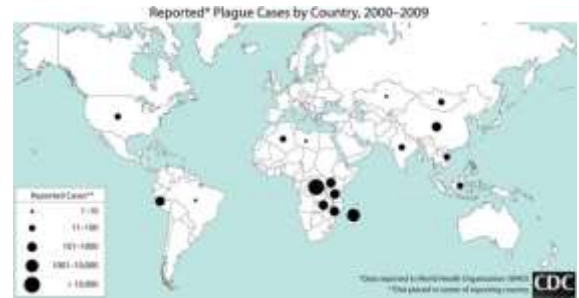 Reported* Plague Cases by Country, 2000–2009
Reported Cases**
1–10
11–100
101–1000
1001–10,000
> 10,000
*Data reported to World Health Organization (WHO)
**Dot placed in center of reporting country
CDC